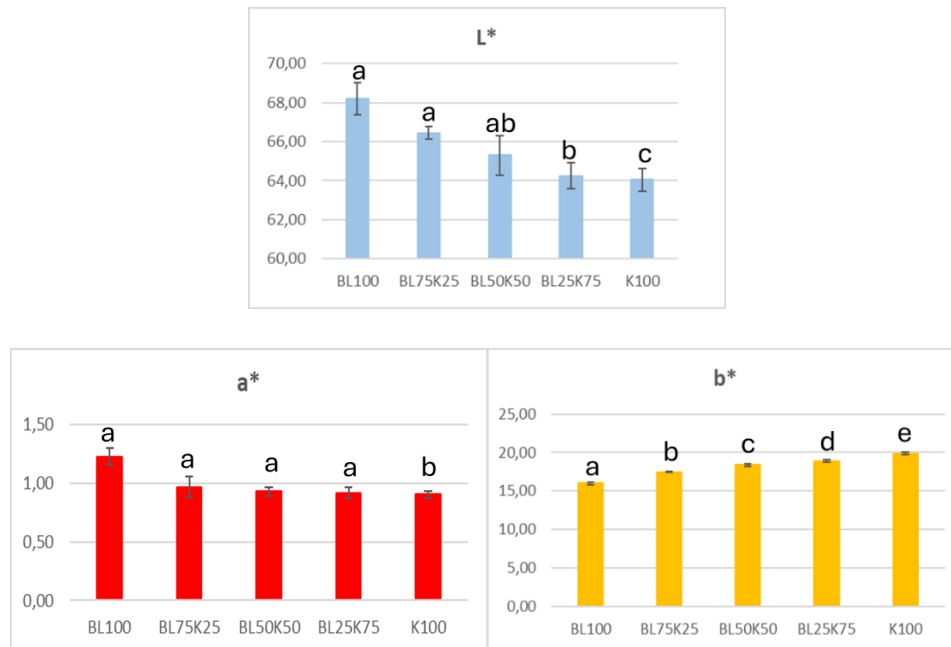 L*
70,00
68,00
66,00
64,00
62,00
60,00
a
a
ab
b
c
BL100 BL75K25 BL50K50 BL25K75 K100
a*
1,50
1,00
0,50
0,00
a
a
a
a
b
BL100 BL75K25 BL50K50 BL25K75 K100
b*
25,00
20,00
15,00
10,00
5,00
0,00
a
b
c
d
e
BL100 BL75K25 BL50K50 BL25K75 K100